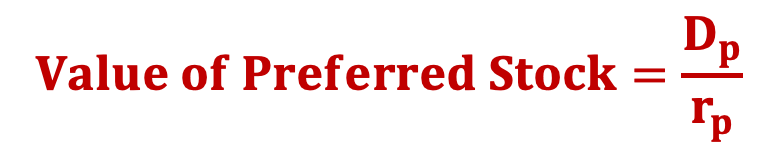 Value of Preferred Stock = Dp / rp